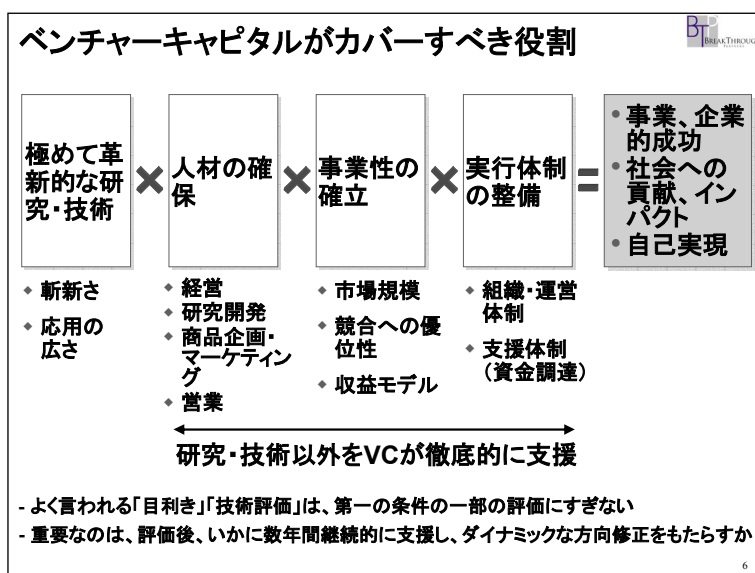 ベンチャーキャピタルがカバーすべき役割
BTP
BREAKTHROUG
極めて革
新的な研
究・技術
×
人材の確
保
×
事業性の
確立
×
実行体制
の整備
=
• 事業、企業
的成功
• 社会への
貢献、イン
パクト
• 自己実現
◆ 斬新さ
◆ 応用の
広さ
◆ 経営
◆ 研究開発
◆ 商品企画・
マーケティン
グ
◆ 営業
◆ 市場規模
◆ 競合への優
位性
◆ 収益モデル
◆ 組織・運営
体制
◆ 支援体制
(資金調達)
研究・技術以外をVCが徹底的に支援
- よく言われる「目利き」「技術評価」は、第一の条件の一部の評価にすぎない
- 重要なのは、評価後、いかに数年間継続的に支援し、ダイナミックな方向修正をもたらすか
6